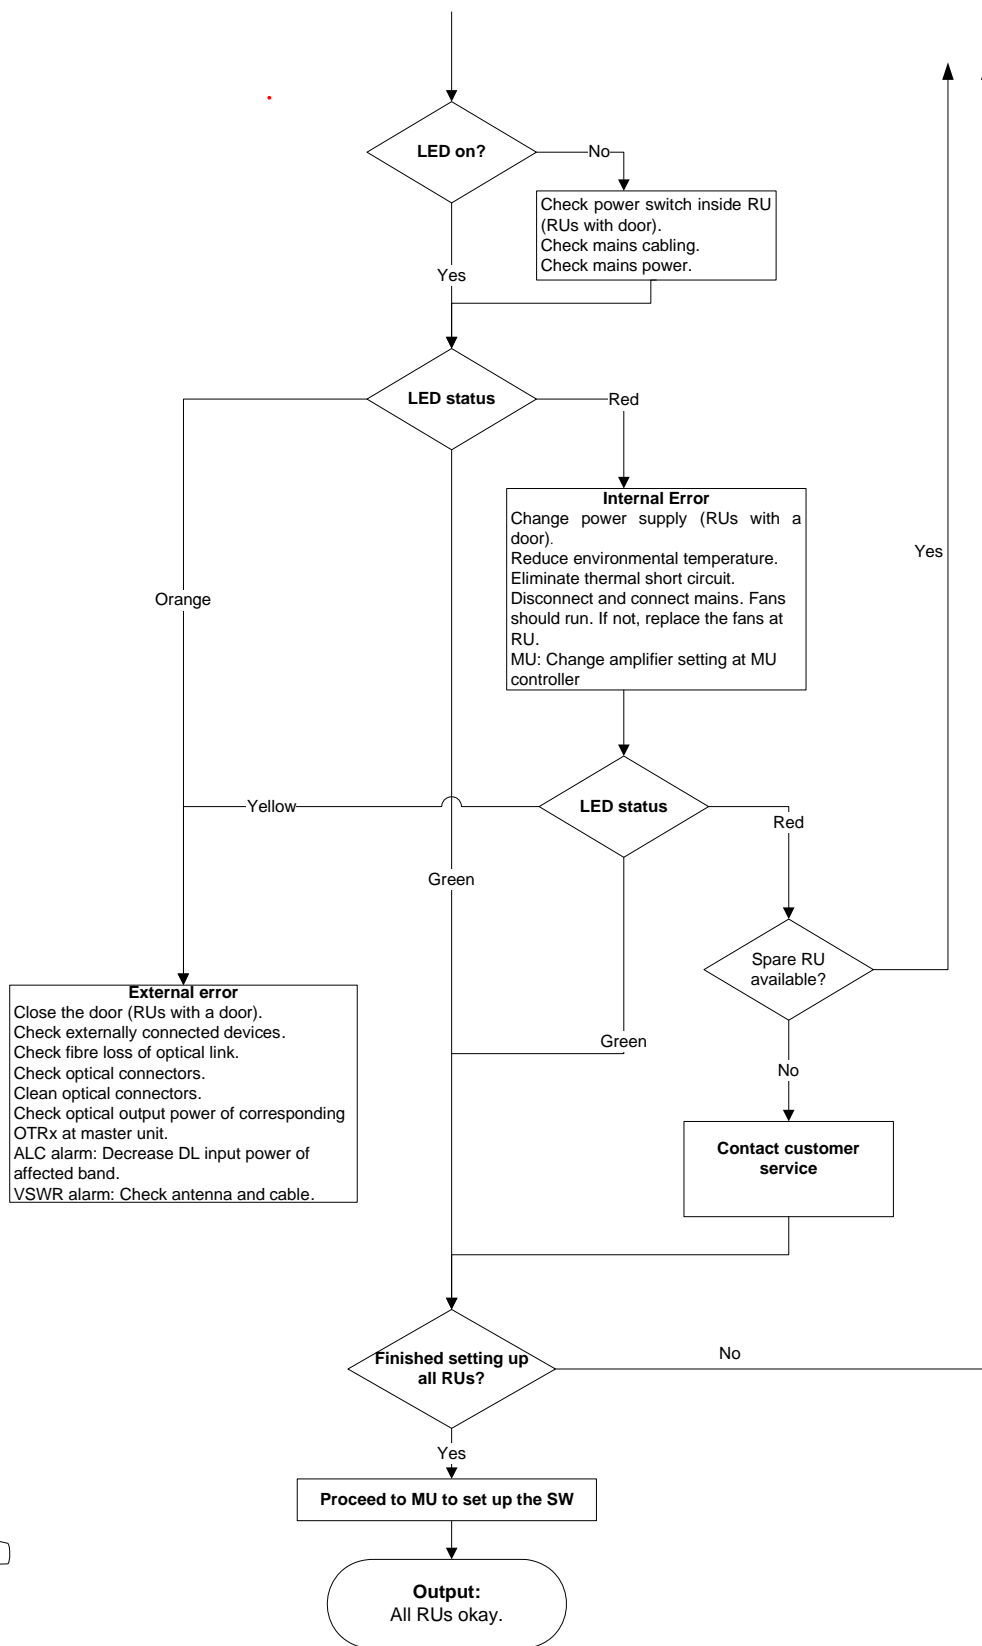 LED on?
No
Check power switch inside RU
(RUs with door).
Check mains cabling.
Check mains power.
Yes
LED status
Red
Internal Error
Change power supply (RUs with a
door).
Reduce environmental temperature.
Eliminate thermal short circuit.
Disconnect and connect mains. Fans
should run. If not, replace the fans at
RU.
MU: Change amplifier setting at MU
controller
Yes
Orange
Yellow
LED status
Red
Green
Spare RU
available?
External error
Close the door (RUs with a door).
Check externally connected devices.
Check fibre loss of optical link.
Check optical connectors.
Clean optical connectors.
Check optical output power of corresponding
OTRx at master unit.
ALC alarm: Decrease DL input power of
affected band.
VSWR alarm: Check antenna and cable.
Green
No
Contact customer
service
Finished setting up
all RUs?
No
Yes
Proceed to MU to set up the SW
Output:
All RUs okay.